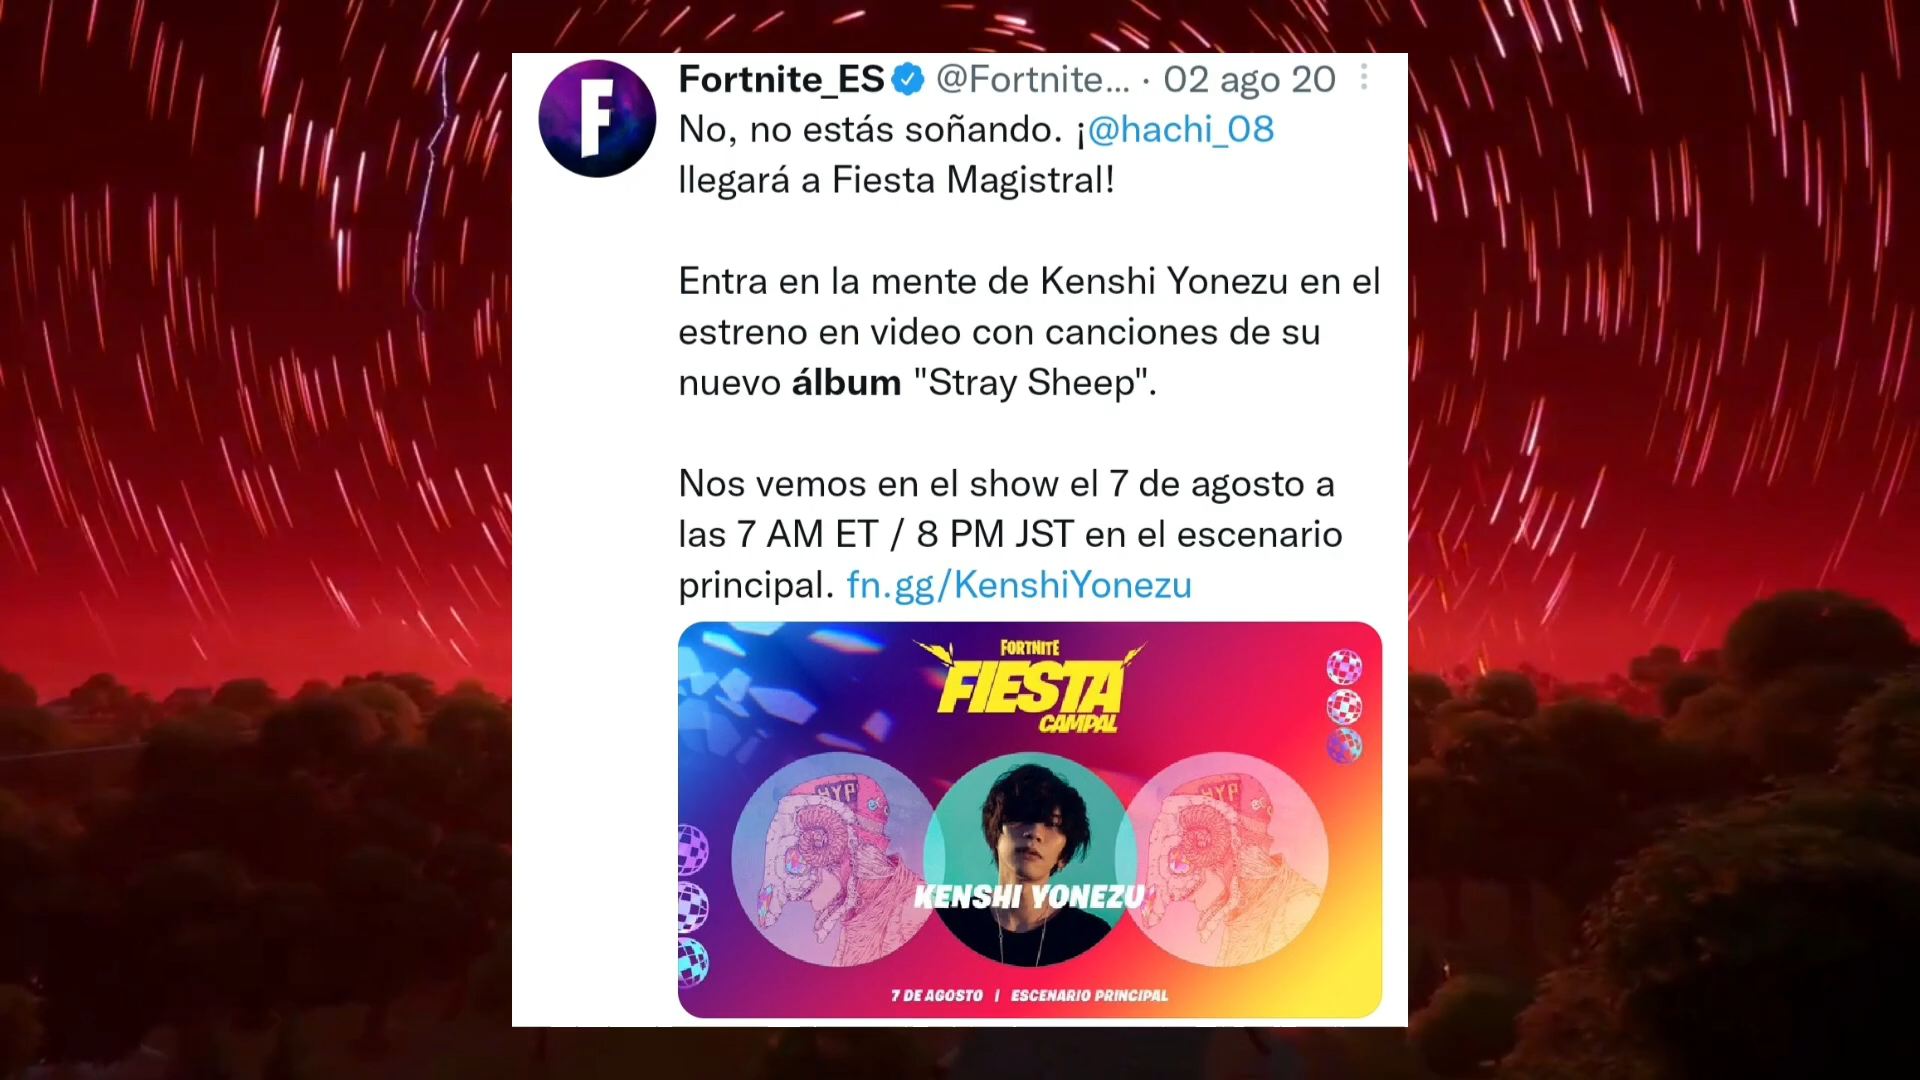 Fortnite_ES @Fortnite... · 02 ago 20
No, no estás soñando. ¡@hachi_08
llegará a Fiesta Magistral!
Entra en la mente de Kenshi Yonezu en el
estreno en video con canciones de su
nuevo álbum "Stray Sheep".
Nos vemos en el show el 7 de agosto a
las 7 AM ET / 8 PM JST en el escenario
principal. fn.gg/KenshiYonezu
FORTNITE
FIESTA
CAMPAL
HYP
HYP
KENSHI YONEZU
7 DE AGOSTO | ESCENARIO PRINCIPAL